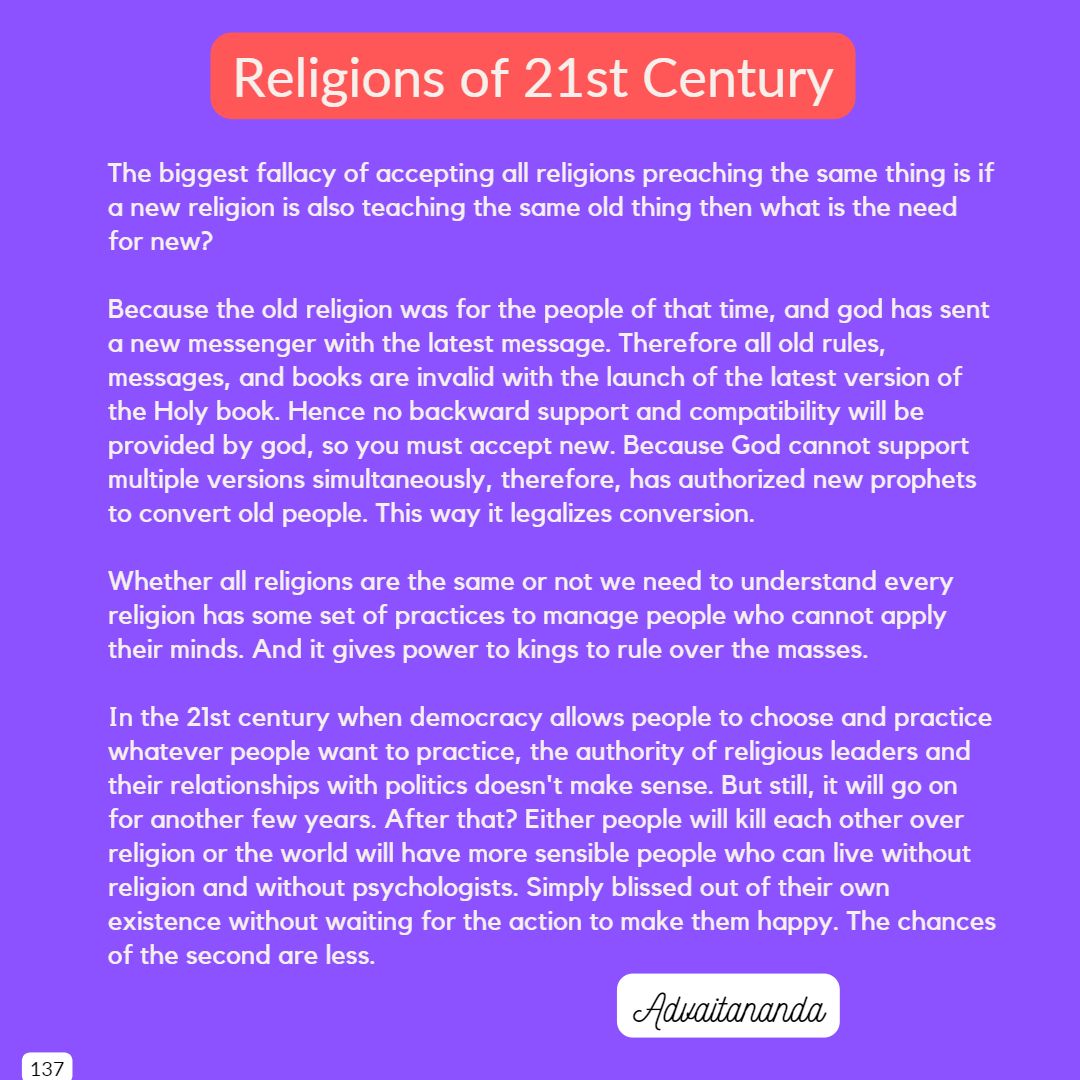 Religions of 21st Century
The biggest fallacy of accepting all religions preaching the same thing is if
a new religion is also teaching the same old thing then what is the need
for new?
Because the old religion was for the people of that time, and god has sent
a new messenger with the latest message. Therefore all old rules,
messages, and books are invalid with the launch of the latest version of
the Holy book. Hence no backward support and compatibility will be
provided by god, so you must accept new. Because God cannot support
multiple versions simultaneously, therefore, has authorized new prophets
to convert old people. This way it legalizes conversion.
Whether all religions are the same or not we need to understand every
religion has some set of practices to manage people who cannot apply
their minds. And it gives power to kings to rule over the masses.
In the 21st century when democracy allows people to choose and practice
whatever people want to practice, the authority of religious leaders and
their relationships with politics doesn't make sense. But still, it will go on
for another few years. After that? Either people will kill each other over
religion or the world will have more sensible people who can live without
religion and without psychologists. Simply blissed out of their own
existence without waiting for the action to make them happy. The chances
of the second are less.
Advaitananda
137